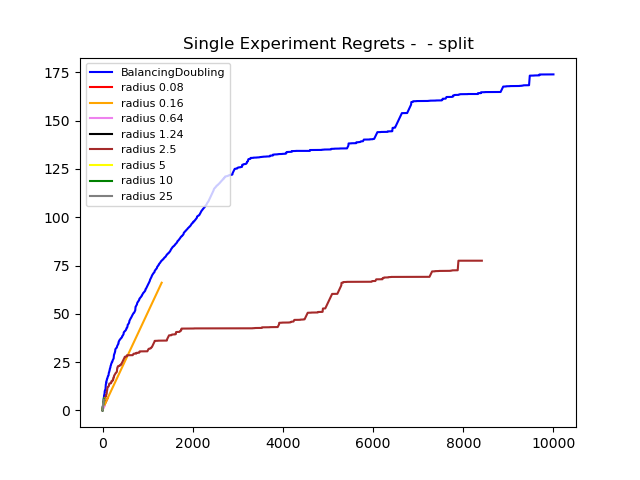 Single Experiment Regrets -  - split
BalancingDoubling
radius 0.08
radius 0.16
radius 0.64
radius 1.24
radius 2.5
radius 5
radius 10
radius 25
175
150
125
100
75
50
25
0
0 2000 4000 6000 8000 10000